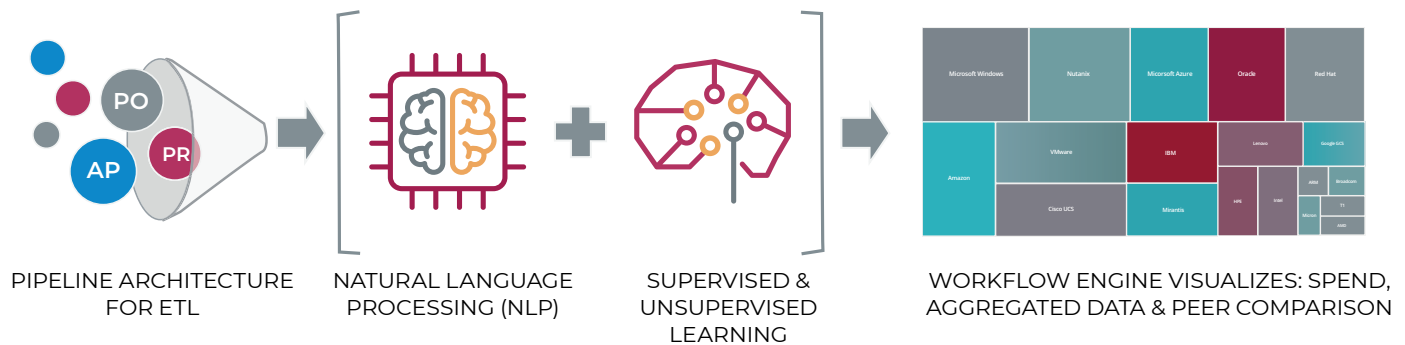 PO
AP
PR
Microsoft Windows
Nutanix
Micorsoft Azure
Oracle
Red Hat
Amazon
VMware
IBM
Lenovo
Google GCS
Cisco UCS
Mirantis
HPE
Intel
Broadcom
Micron
TI
AMD
PIPELINE ARCHITECTURE
FOR ETL
NATURAL LANGUAGE
PROCESSING (NLP)
SUPERVISED &
UNSUPERVISED
LEARNING
WORKFLOW ENGINE VISUALIZES: SPEND,
AGGREGATED DATA & PEER COMPARISON